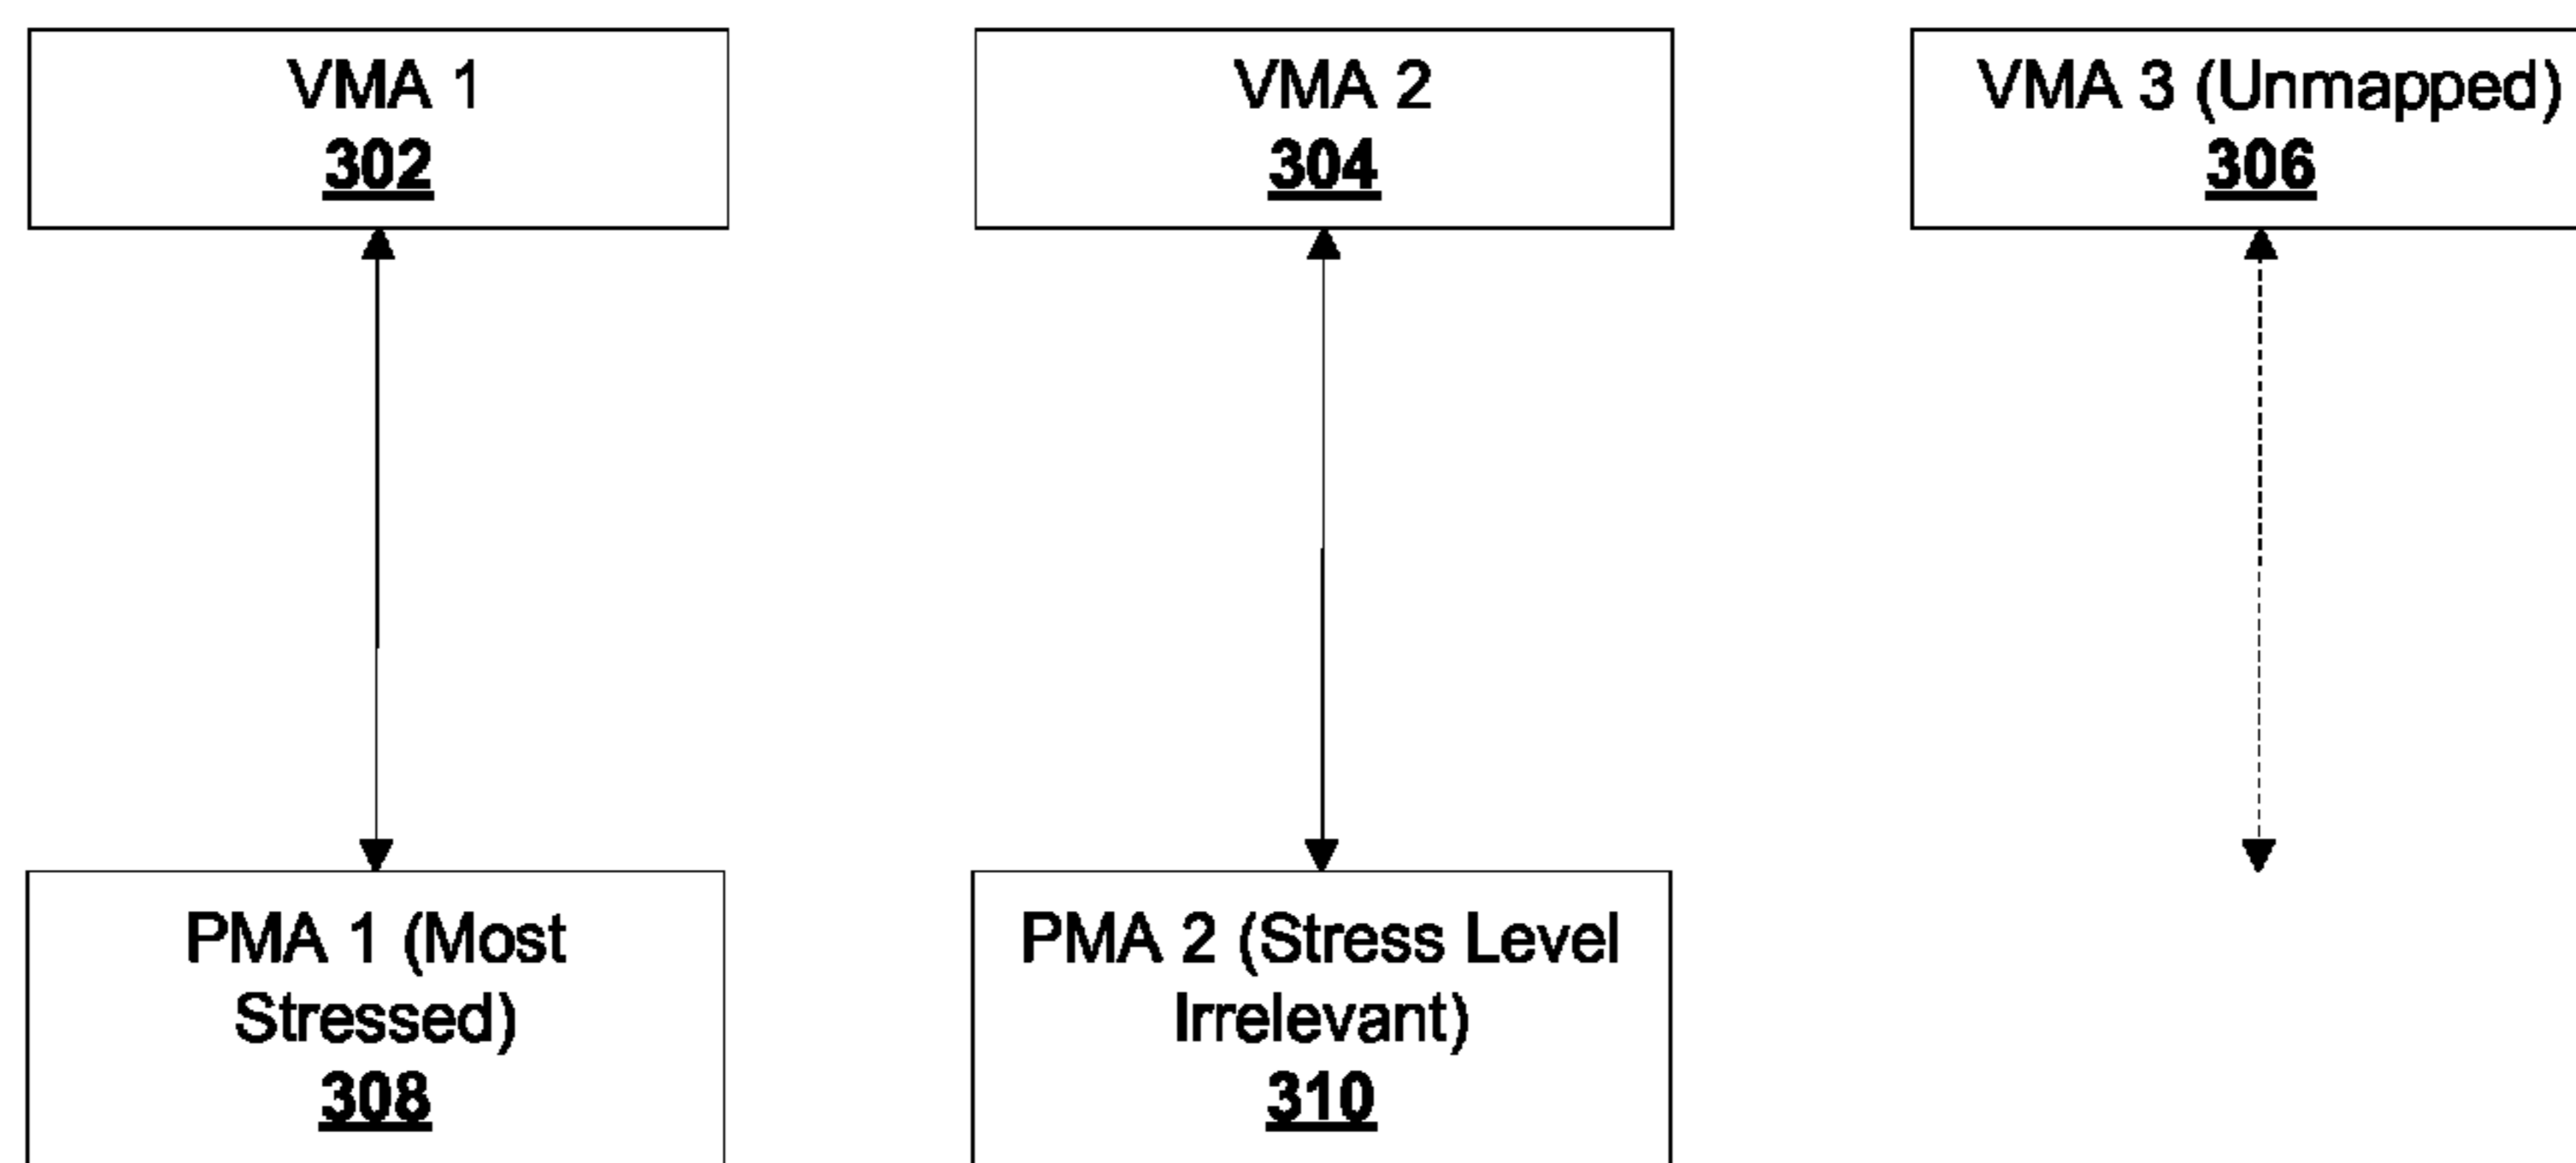 VMA 1
302
VMA 2
304
VMA 3 (Unmapped)
306
PMA 1 (Most
Stressed)
308
PMA 2 (Stress Level
Irrelevant)
310